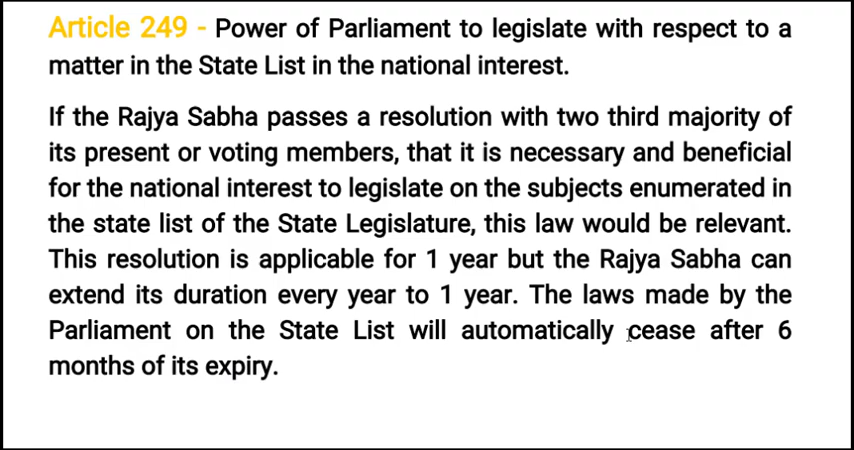 Article 249 - Power of Parliament to legislate with respect to a
matter in the State List in the national interest.
If the Rajya Sabha passes a resolution with two third majority of
its present or voting members, that it is necessary and beneficial
for the national interest to legislate on the subjects enumerated in
the state list of the State Legislature, this law would be relevant.
This resolution is applicable for 1 year but the Rajya Sabha can
extend its duration every year to 1 year. The laws made by the
Parliament on the State List will automatically cease after 6
months of its expiry.